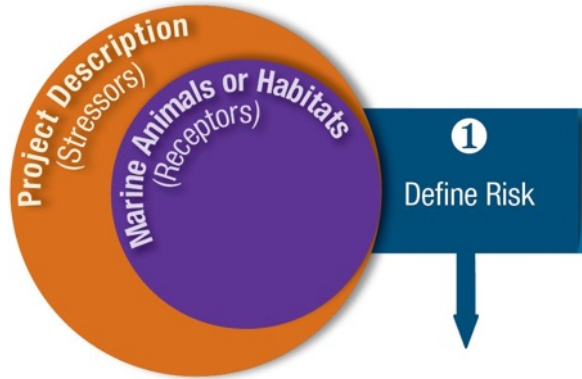 Project Description
(Stressors)
Marine Animals or Habitats
(Receptors)
1
Define Risk